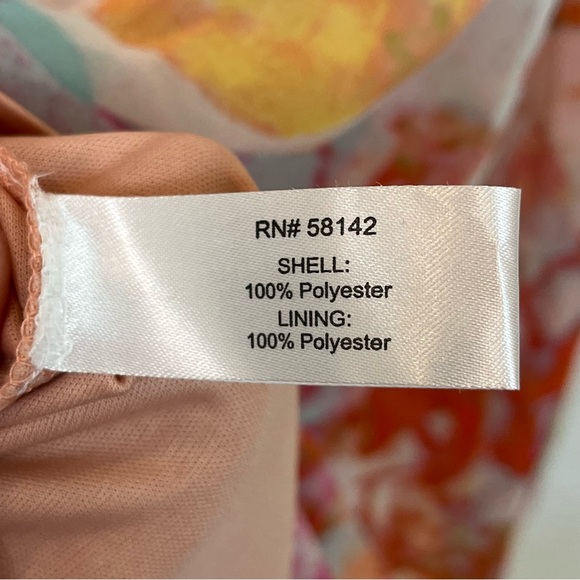 RN# 58142
SHELL:
100% Polyester
LINING:
100% Polyester